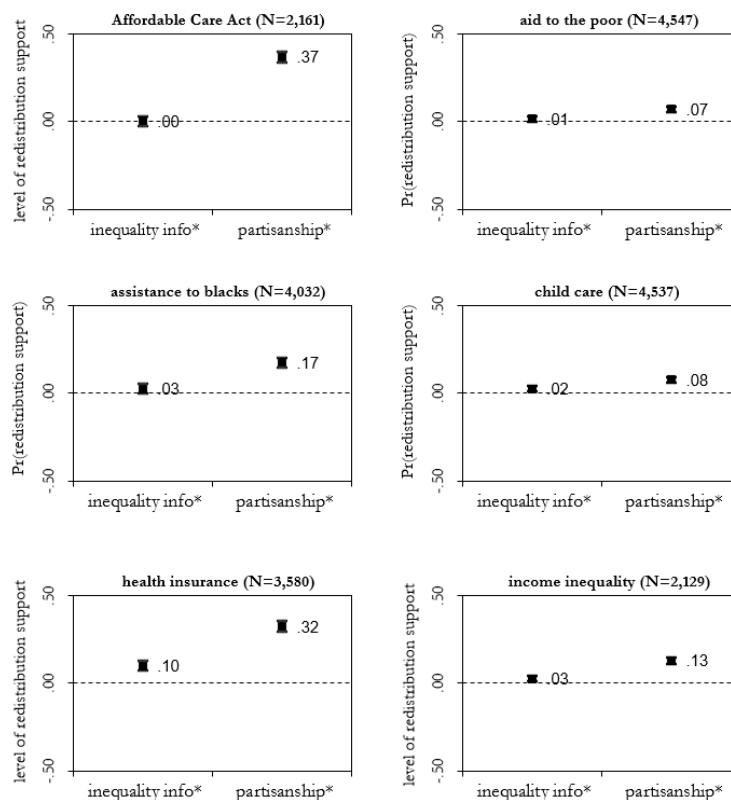 Affordable Care Act (N=2,161)
level of redistribution support
.50
.00
-.50
.00
.37
inequality info*
partisanship*
aid to the poor (N=4,547)
Pr(redistribution support)
.50
.00
-.50
.01
.07
inequality info*
partisanship*
assistance to blacks (N=4,032)
Pr(redistribution support)
.50
.00
-.50
.03
.17
inequality info*
partisanship*
child care (N=4,537)
Pr(redistribution support)
.50
.00
-.50
.02
.08
inequality info*
partisanship*
health insurance (N=3,580)
level of redistribution support
.50
.00
-.50
.10
.32
inequality info*
partisanship*
income inequality (N=2,129)
level of redistribution support
.50
.00
-.50
.03
.13
inequality info*
partisanship*